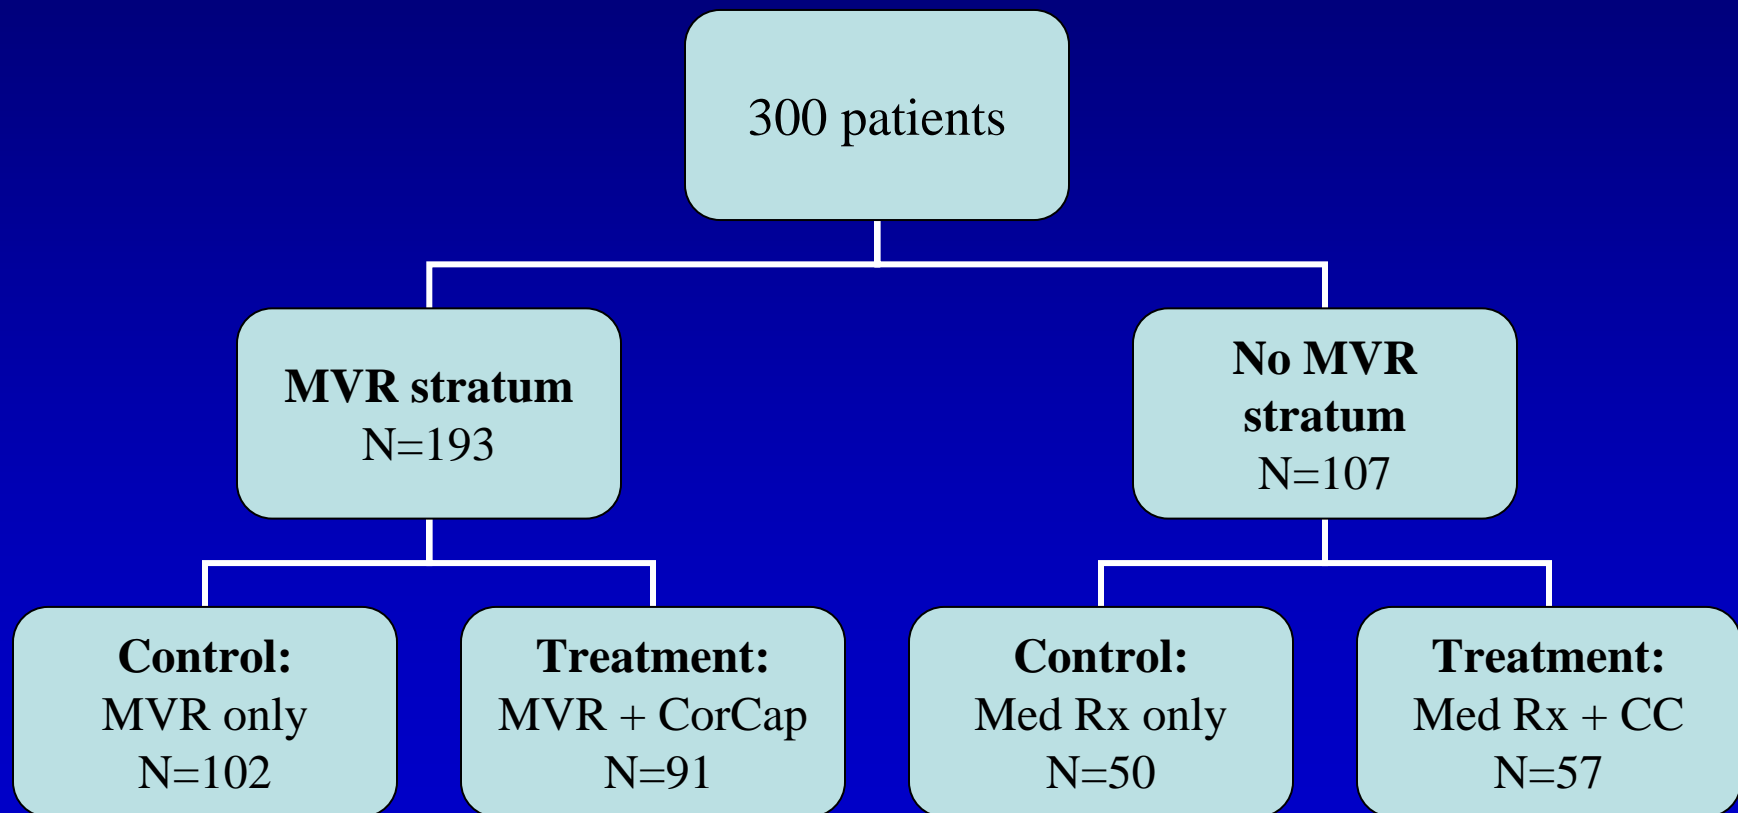 300 patients
MVR stratum
N=193
No MVR
stratum
N=107
Control:
MVR only
N=102
Treatment:
MVR + CorCap
N=91
Control:
Med Rx only
N=50
Treatment:
Med Rx + CC
N=57